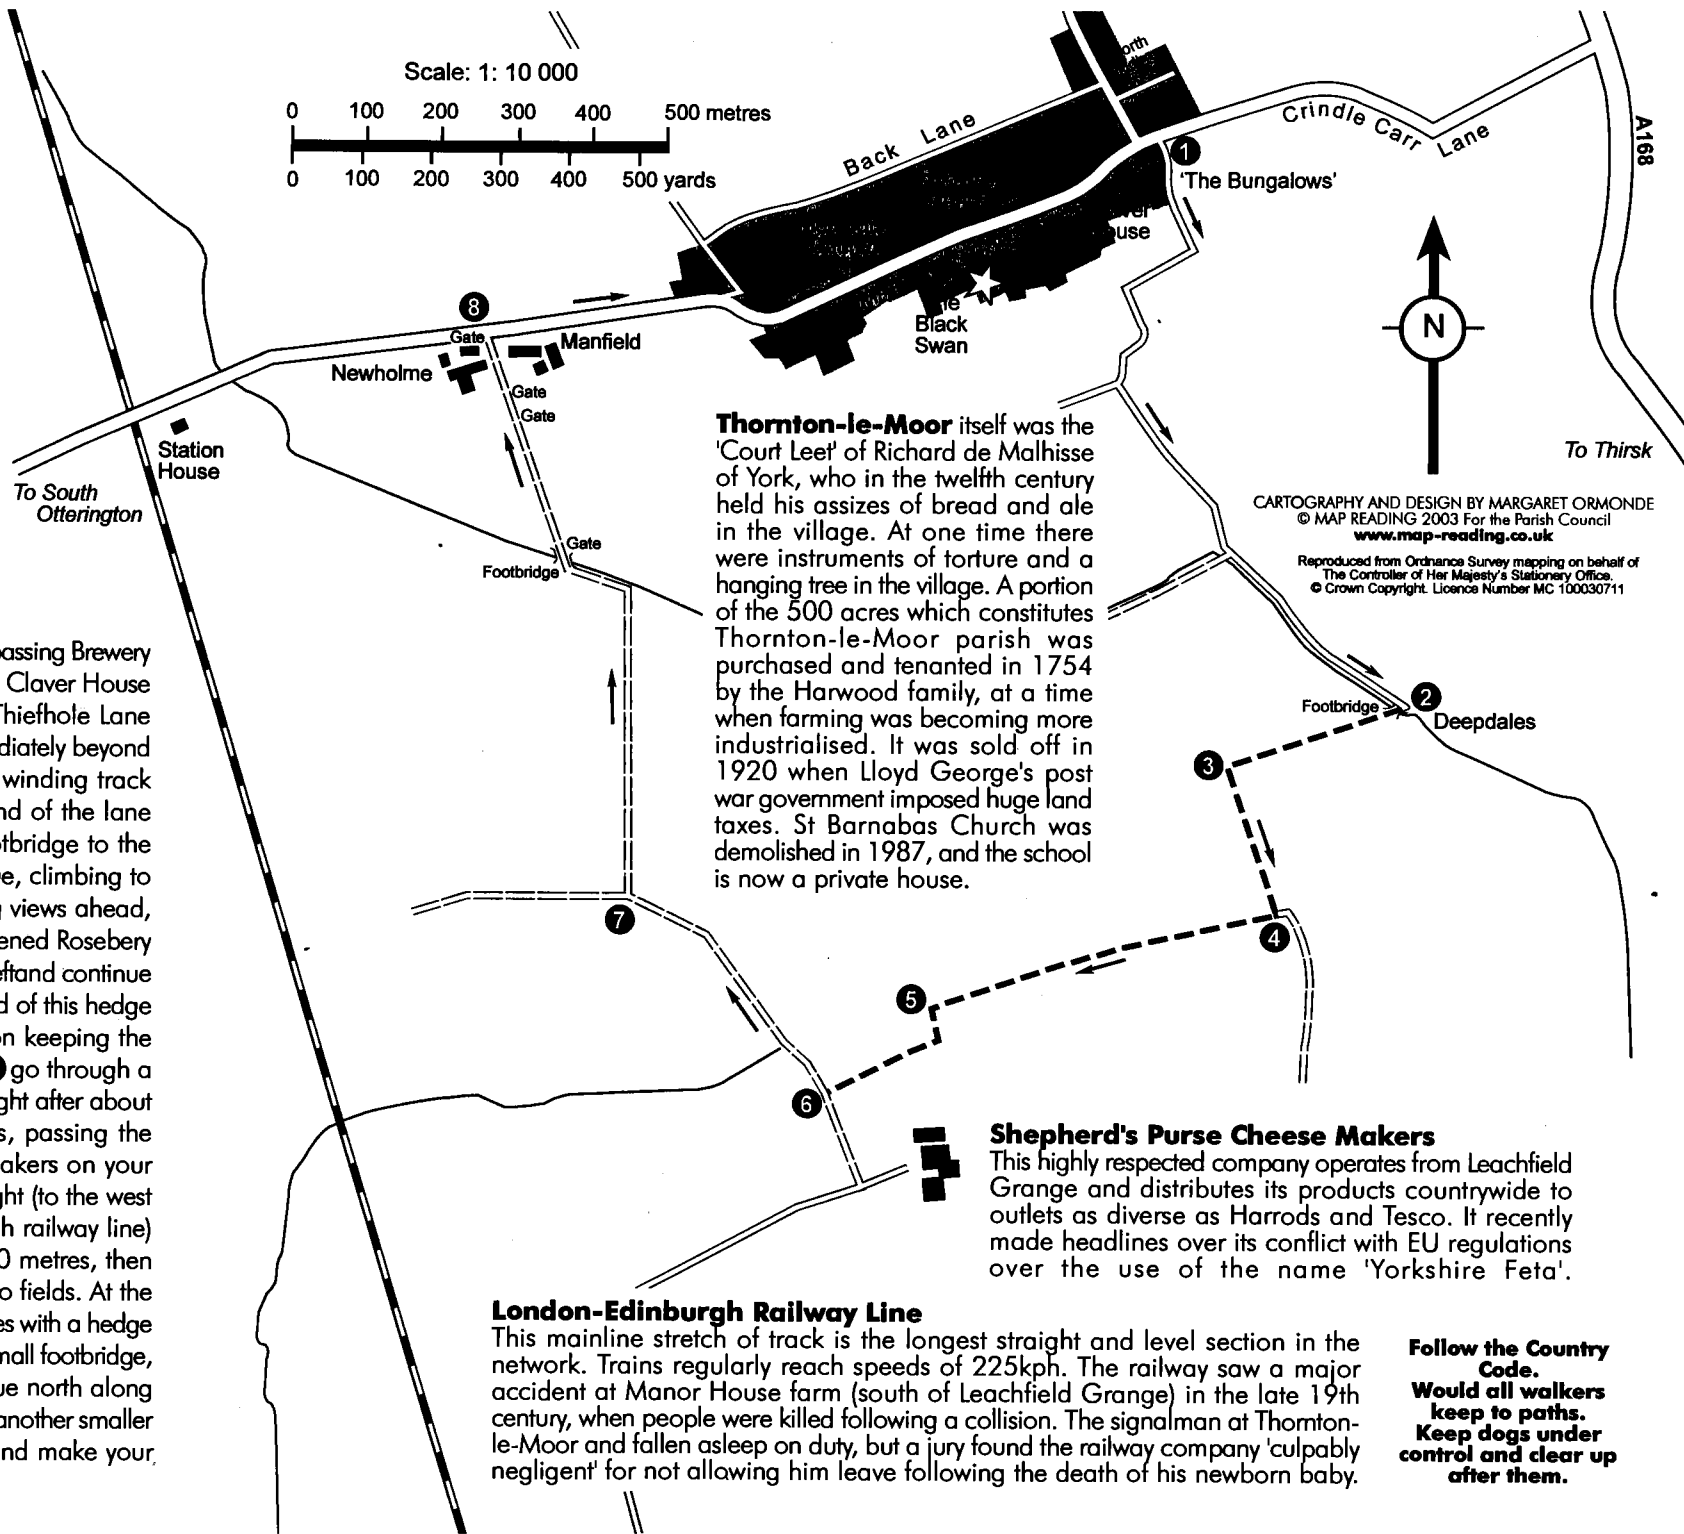 Scale: 1: 10 000
0 100 200 300 400 500 metres
0 100 200 300 400 500 yards
Back Lane
Crindle Carr Lane
A168
1
'The Bungalows'
The
Black
Swan
8
Gate
Manfield
Newholme
Gate
Gate
Station
House
To South
Otterington
N
To Thirsk
Gate
Footbridge
Thornton-le-Moor itself was the
'Court Leet' of Richard de Malhisse
of York, who in the twelfth century
held his assizes of bread and ale
in the village. At one time there
were instruments of torture and a
hanging tree in the village. A portion
of the 500 acres which constitutes
Thornton-le-Moor parish was
purchased and tenanted in 1754
by the Harwood family, at a time
when farming was becoming more
industrialised. It was sold off in
1920 when Lloyd George's post
war government imposed huge land
taxes. St Barnabas Church was
demolished in 1987, and the school
is now a private house.
CARTOGRAPHY AND DESIGN BY MARGARET ORMONDE
© MAP READING 2003 For the Parish Council
www.map-reading.co.uk
Reproduced from Ordnance Survey mapping on behalf of
The Controller of Her Majesty's Stationery Office.
© Crown Copyright. Licence Number MC 100030711
Footbridge
2
Deepdales
3
4
5
6
7
assing Brewery
Claver House
Thiefhole Lane
diately beyond
winding track
nd of the lane
otbridge to the
e, climbing to
views ahead,
ened Rosebery
eftand continue
d of this hedge
on keeping the
go through a
ght after about
s, passing the
akers on your
ght (to the west
h railway line)
0 metres, then
o fields. At the
es with a hedge
mall footbridge,
ue north along
another smaller
nd make your
Shepherd's Purse Cheese Makers
This highly respected company operates from Leachfield
Grange and distributes its products countrywide to
outlets as diverse as Harrods and Tesco. It recently
made headlines over its conflict with EU regulations
over the use of the name 'Yorkshire Feta'.
London-Edinburgh Railway Line
This mainline stretch of track is the longest straight and level section in the
network. Trains regularly reach speeds of 225kph. The railway saw a major
accident at Manor House farm (south of Leachfield Grange) in the late 19th
century, when people were killed following a collision. The signalman at Thornton-
le-Moor and fallen asleep on duty, but a jury found the railway company 'culpably
negligent' for not allowing him leave following the death of his newborn baby.
Follow the Country
Code.
Would all walkers
keep to paths.
Keep dogs under
control and clear up
after them.